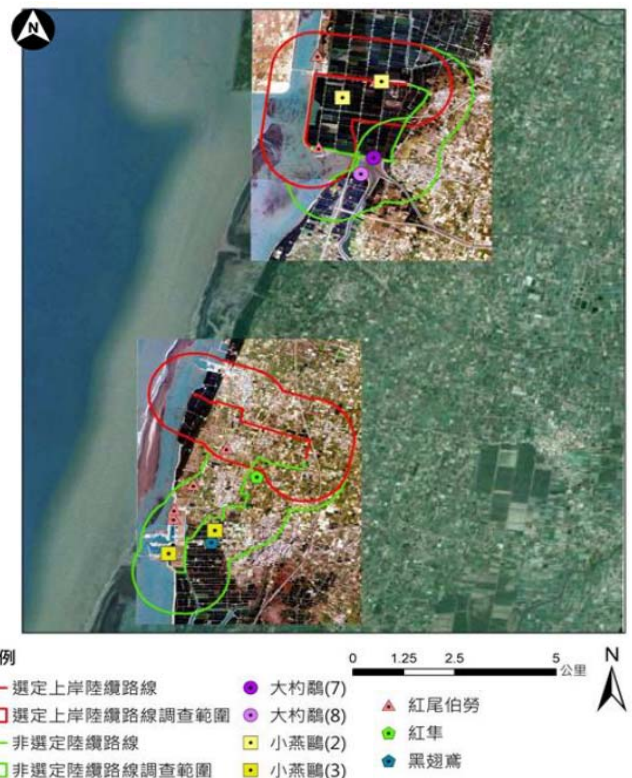 N
例
選定上岸陸纜路線
選定上岸陸纜路線調查範圍
非選定陸纜路線
非選定陸纜路線調查範圍
大杓鷸(7)
大杓鷸(8)
小燕鷗(2)
小燕鷗(3)
0 1.25 2.5 5 公里
紅尾伯勞
紅隼
黑翅鳶
N